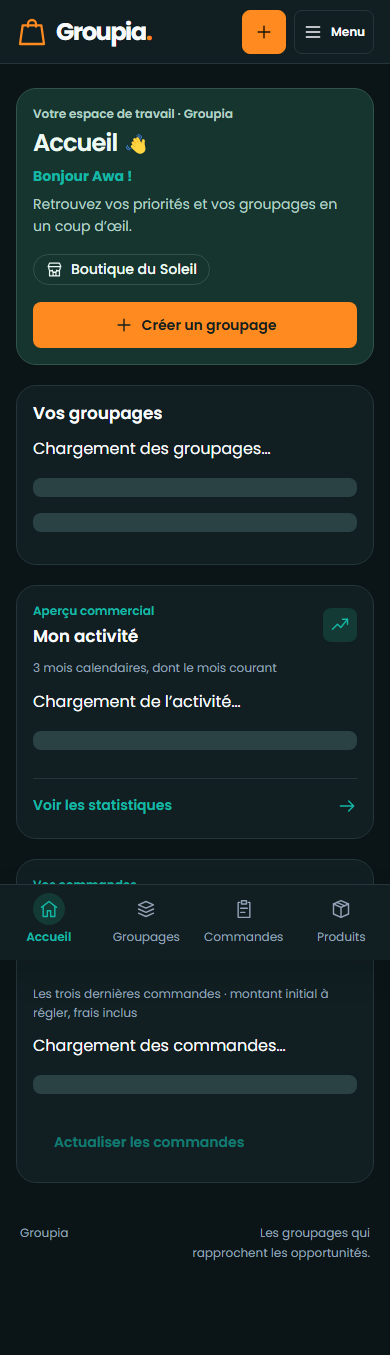 Groupia.
Menu
Votre espace de travail · Groupia
Accueil 👋
Bonjour Awa !
Retrouvez vos priorités et vos groupages en
un coup d’œil.
Boutique du Soleil
Créer un groupage
Vos groupages
Chargement des groupages…
Aperçu commercial
Mon activité
3 mois calendaires, dont le mois courant
Chargement de l’activité…
Voir les statistiques
Vos commandes
Accueil
Groupages
Commandes
Produits
Les trois dernières commandes · montant initial à
régler, frais inclus
Chargement des commandes…
Actualiser les commandes
Groupia
Les groupages qui
rapprochent les opportunités.